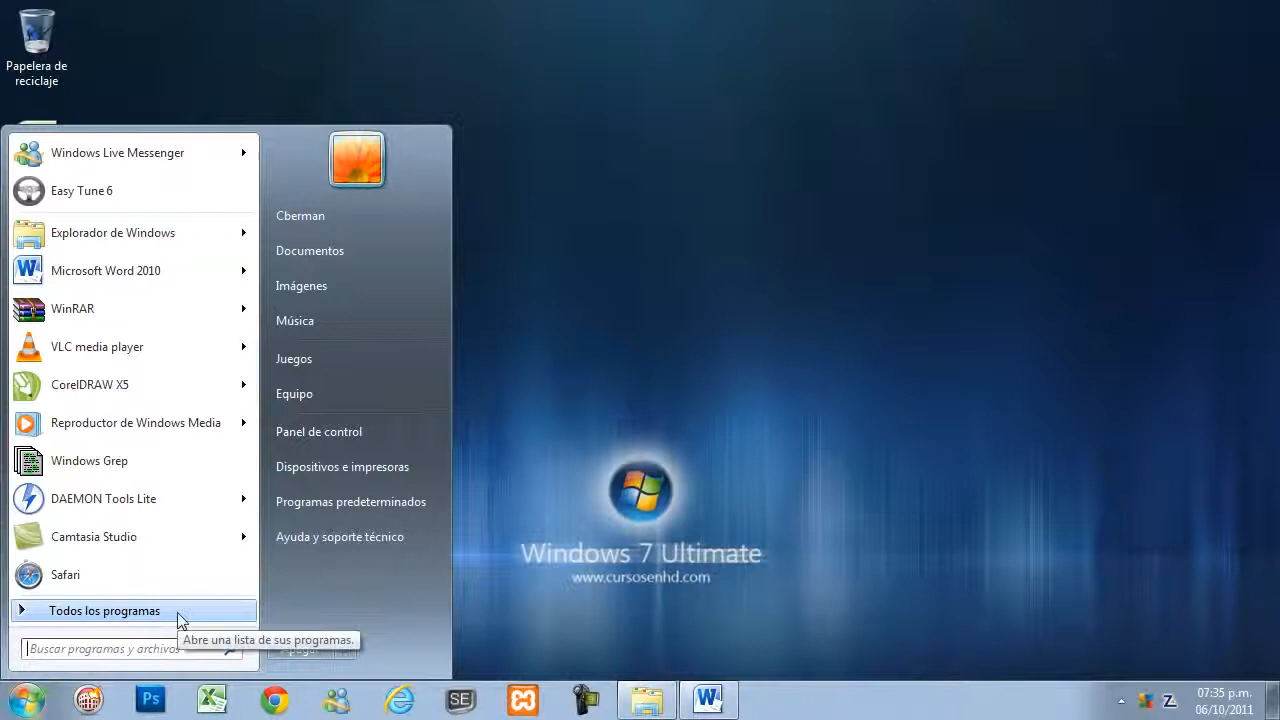 Papelera de
reciclaje
Windows Live Messenger
Easy Tune 6
Explorador de Windows
Microsoft Word 2010
WinRAR
VLC media player
CorelDRAW X5
Reproductor de Windows Media
Windows Grep
DAEMON Tools Lite
Camtasia Studio
Safari
Todos los programas
Abre una lista de sus programas.
Buscar programas y archivos
Cberman
Documentos
Imágenes
Música
Juegos
Equipo
Panel de control
Dispositivos e impresoras
Programas predeterminados
Ayuda y soporte técnico
Apagar
Windows 7 Ultimate
www.cursosenhd.com
Ps
SE
07:35 p.m.
06/10/2011